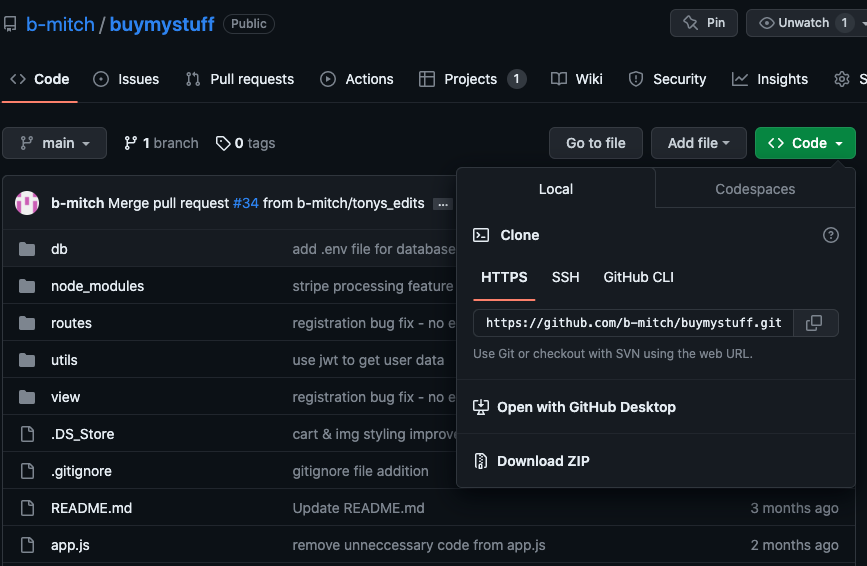 b-mitch / buymystuff Public Pin Unwatch 1
Code Issues Pull requests Actions Projects 1 Wiki Security Insights S
main 1 branch 0 tags Go to file Add file Code
Local Codespaces
b-mitch Merge pull request #34 from b-mitch/tonys_edits ...
Clone
db add .env file for database
HTTPS SSH GitHub CLI
node_modules stripe processing feature
routes registration bug fix - no e
https://github.com/b-mitch/buymystuff.git
Use Git or checkout with SVN using the web URL.
utils use jwt to get user data
view registration bug fix - no e
Open with GitHub Desktop
.DS_Store cart & img styling improve
Download ZIP
.gitignore gitignore file addition
README.md Update README.md 3 months ago
app.js remove unneccessary code from app.js 2 months ago